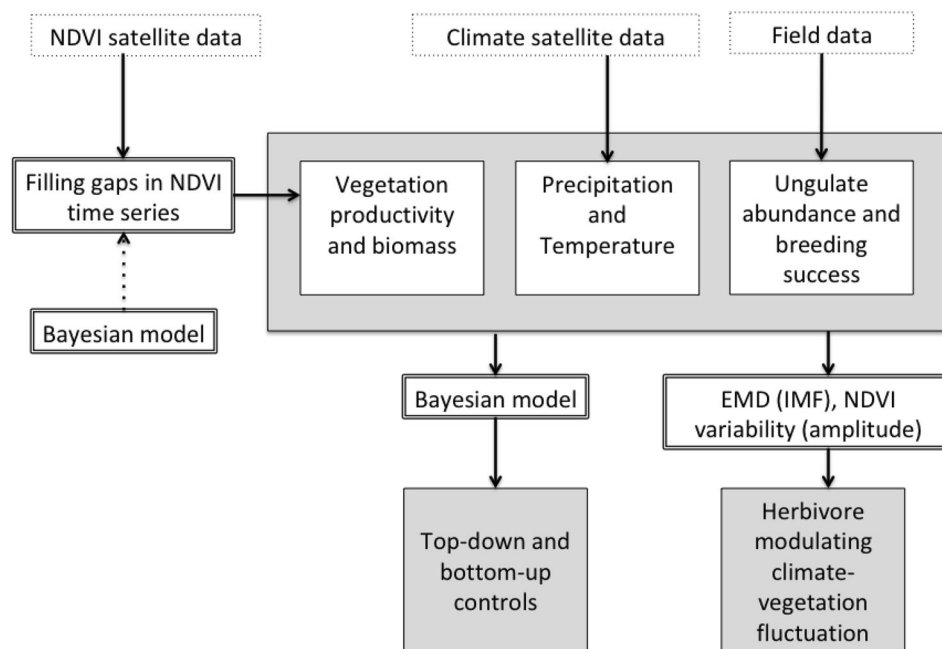 NDVI satellite data
Climate satellite data
Field data
Filling gaps in NDVI
time series
Vegetation
productivity
and biomass
Precipitation
and
Temperature
Ungulate
abundance and
breeding
success
Bayesian model
Bayesian model
EMD (IMF), NDVI
variability (amplitude)
Top-down and
bottom-up
controls
Herbivore
modulating
climate-
vegetation
fluctuation